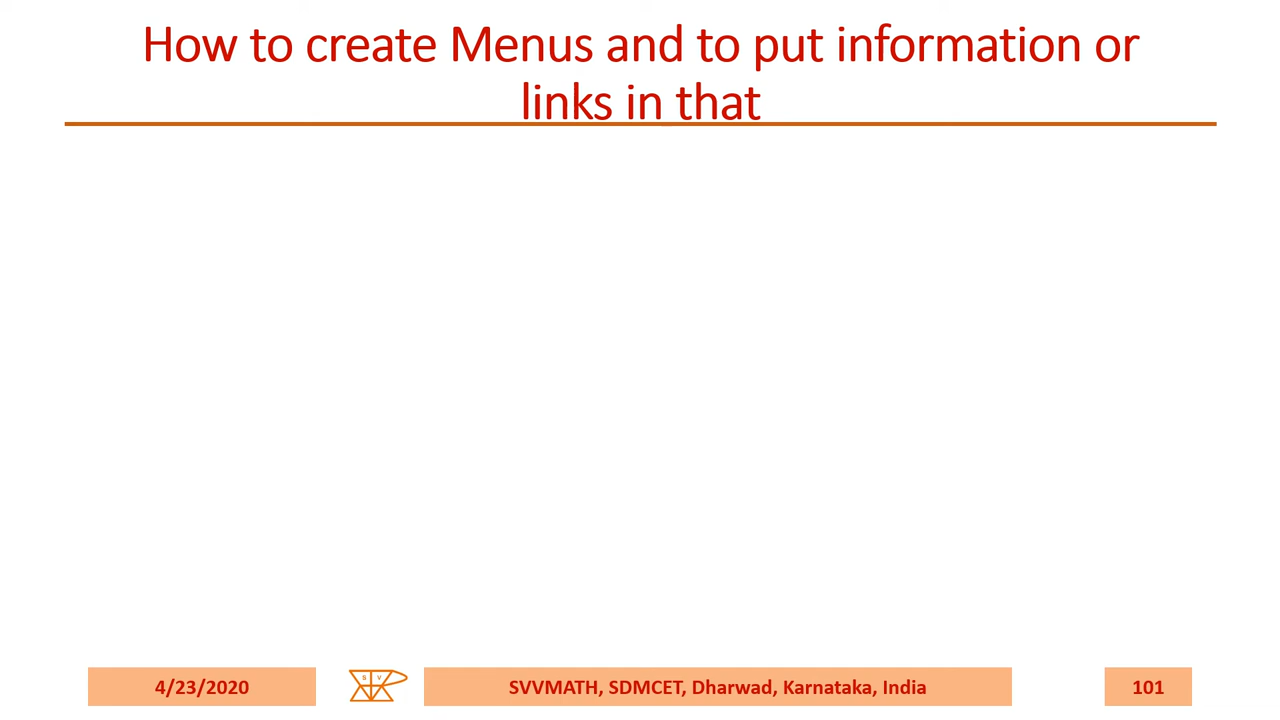 How to create Menus and to put information or
links in that
4/23/2020
S V
SVVMATH, SDMCET, Dharwad, Karnataka, India
101